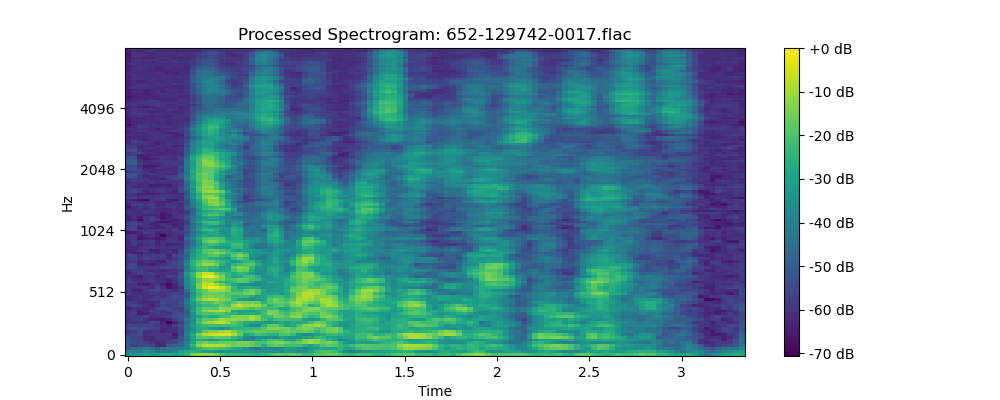 Processed Spectrogram: 652-129742-0017.flac
Hz
4096
2048
1024
512
0
0 0.5 1 1.5 2 2.5 3
Time
+0 dB
-10 dB
-20 dB
-30 dB
-40 dB
-50 dB
-60 dB
-70 dB